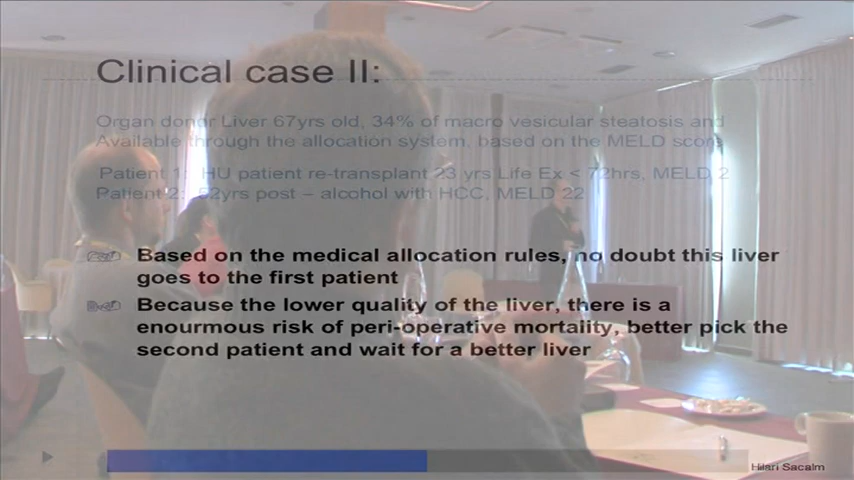 Clinical case II:
Organ donor Liver 67yrs old, 34% of macro vesicular steatosis and
Available through the allocation system, based on the MELD score
Patient 1: HU patient re-transplant 23 yrs Life Ex < 72hrs, MELD 2
Patient 2: 52yrs post – alcohol with HCC, MELD 22
Based on the medical allocation rules, no doubt this liver
goes to the first patient
Because the lower quality of the liver, there is a
enourmous risk of peri-operative mortality, better pick the
second patient and wait for a better liver
Hilari Sacalm